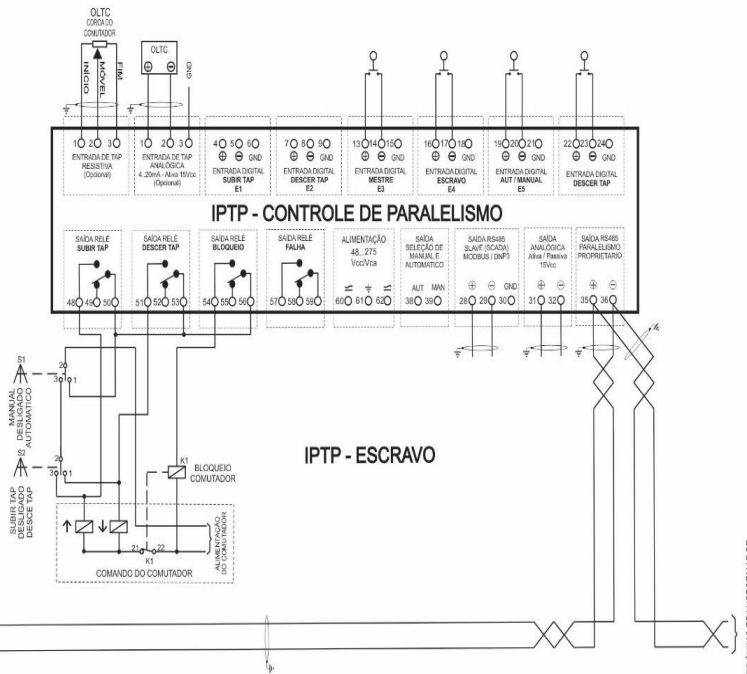 OLTC
COROA DO
COMUTADOR
INÍCIO
MÓVEL
FIM
OLTC
⊕ ⊖
GND
1 2 3
ENTRADA DE TAP
RESISTIVA
(Opcional)
1 2 3
ENTRADA DE TAP
ANALÓGICA
4..20mA - Ativa 15Vcc
(Opcional)
4 5 6
⊕ ⊖ GND
ENTRADA DIGITAL
SUBIR TAP
E1
7 8 9
⊕ ⊖ GND
ENTRADA DIGITAL
DESCER TAP
E2
13 14 15
⊕ ⊖ GND
ENTRADA DIGITAL
MESTRE
E3
16 17 18
⊕ ⊖ GND
ENTRADA DIGITAL
ESCRAVO
E4
19 20 21
⊕ ⊖ GND
ENTRADA DIGITAL
AUT / MANUAL
E5
22 23 24
⊕ ⊖ GND
ENTRADA DIGITAL
DESCER TAP
IPTP - CONTROLE DE PARALELISMO
SAÍDA RELÉ
SUBIR TAP
48 49 50
SAÍDA RELÉ
DESCER TAP
51 52 53
SAÍDA RELÉ
BLOQUEIO
54 55 56
SAÍDA RELÉ
FALHA
57 58 59
ALIMENTAÇÃO
48...275
Vcc/Vca
60 61 62
SAÍDA
SELEÇÃO DE
MANUAL E
AUTOMATICO
AUT MAN
38 39
SAÍDA RS485
SLAVE (SCADA)
MODBUS / DNP3
⊕ ⊖ GND
28 29 30
SAÍDA
ANALÓGICA
Ativa / Passiva
15Vcc
⊕ ⊖
31 32
SAÍDA RS485
PARALELISMO
PROPRIETARIO
⊕ ⊖
35 36
S1
MANUAL
DESLIGADO
AUTOMATICO
2
3 1
S2
SUBIR TAP
DESLIGADO
DESCE TAP
2
3 1
IPTP - ESCRAVO
K1
BLOQUEIO
COMUTADOR
21 22
K1
ALIMENTAÇÃO
DO COMUTADOR
COMANDO DO COMUTADOR